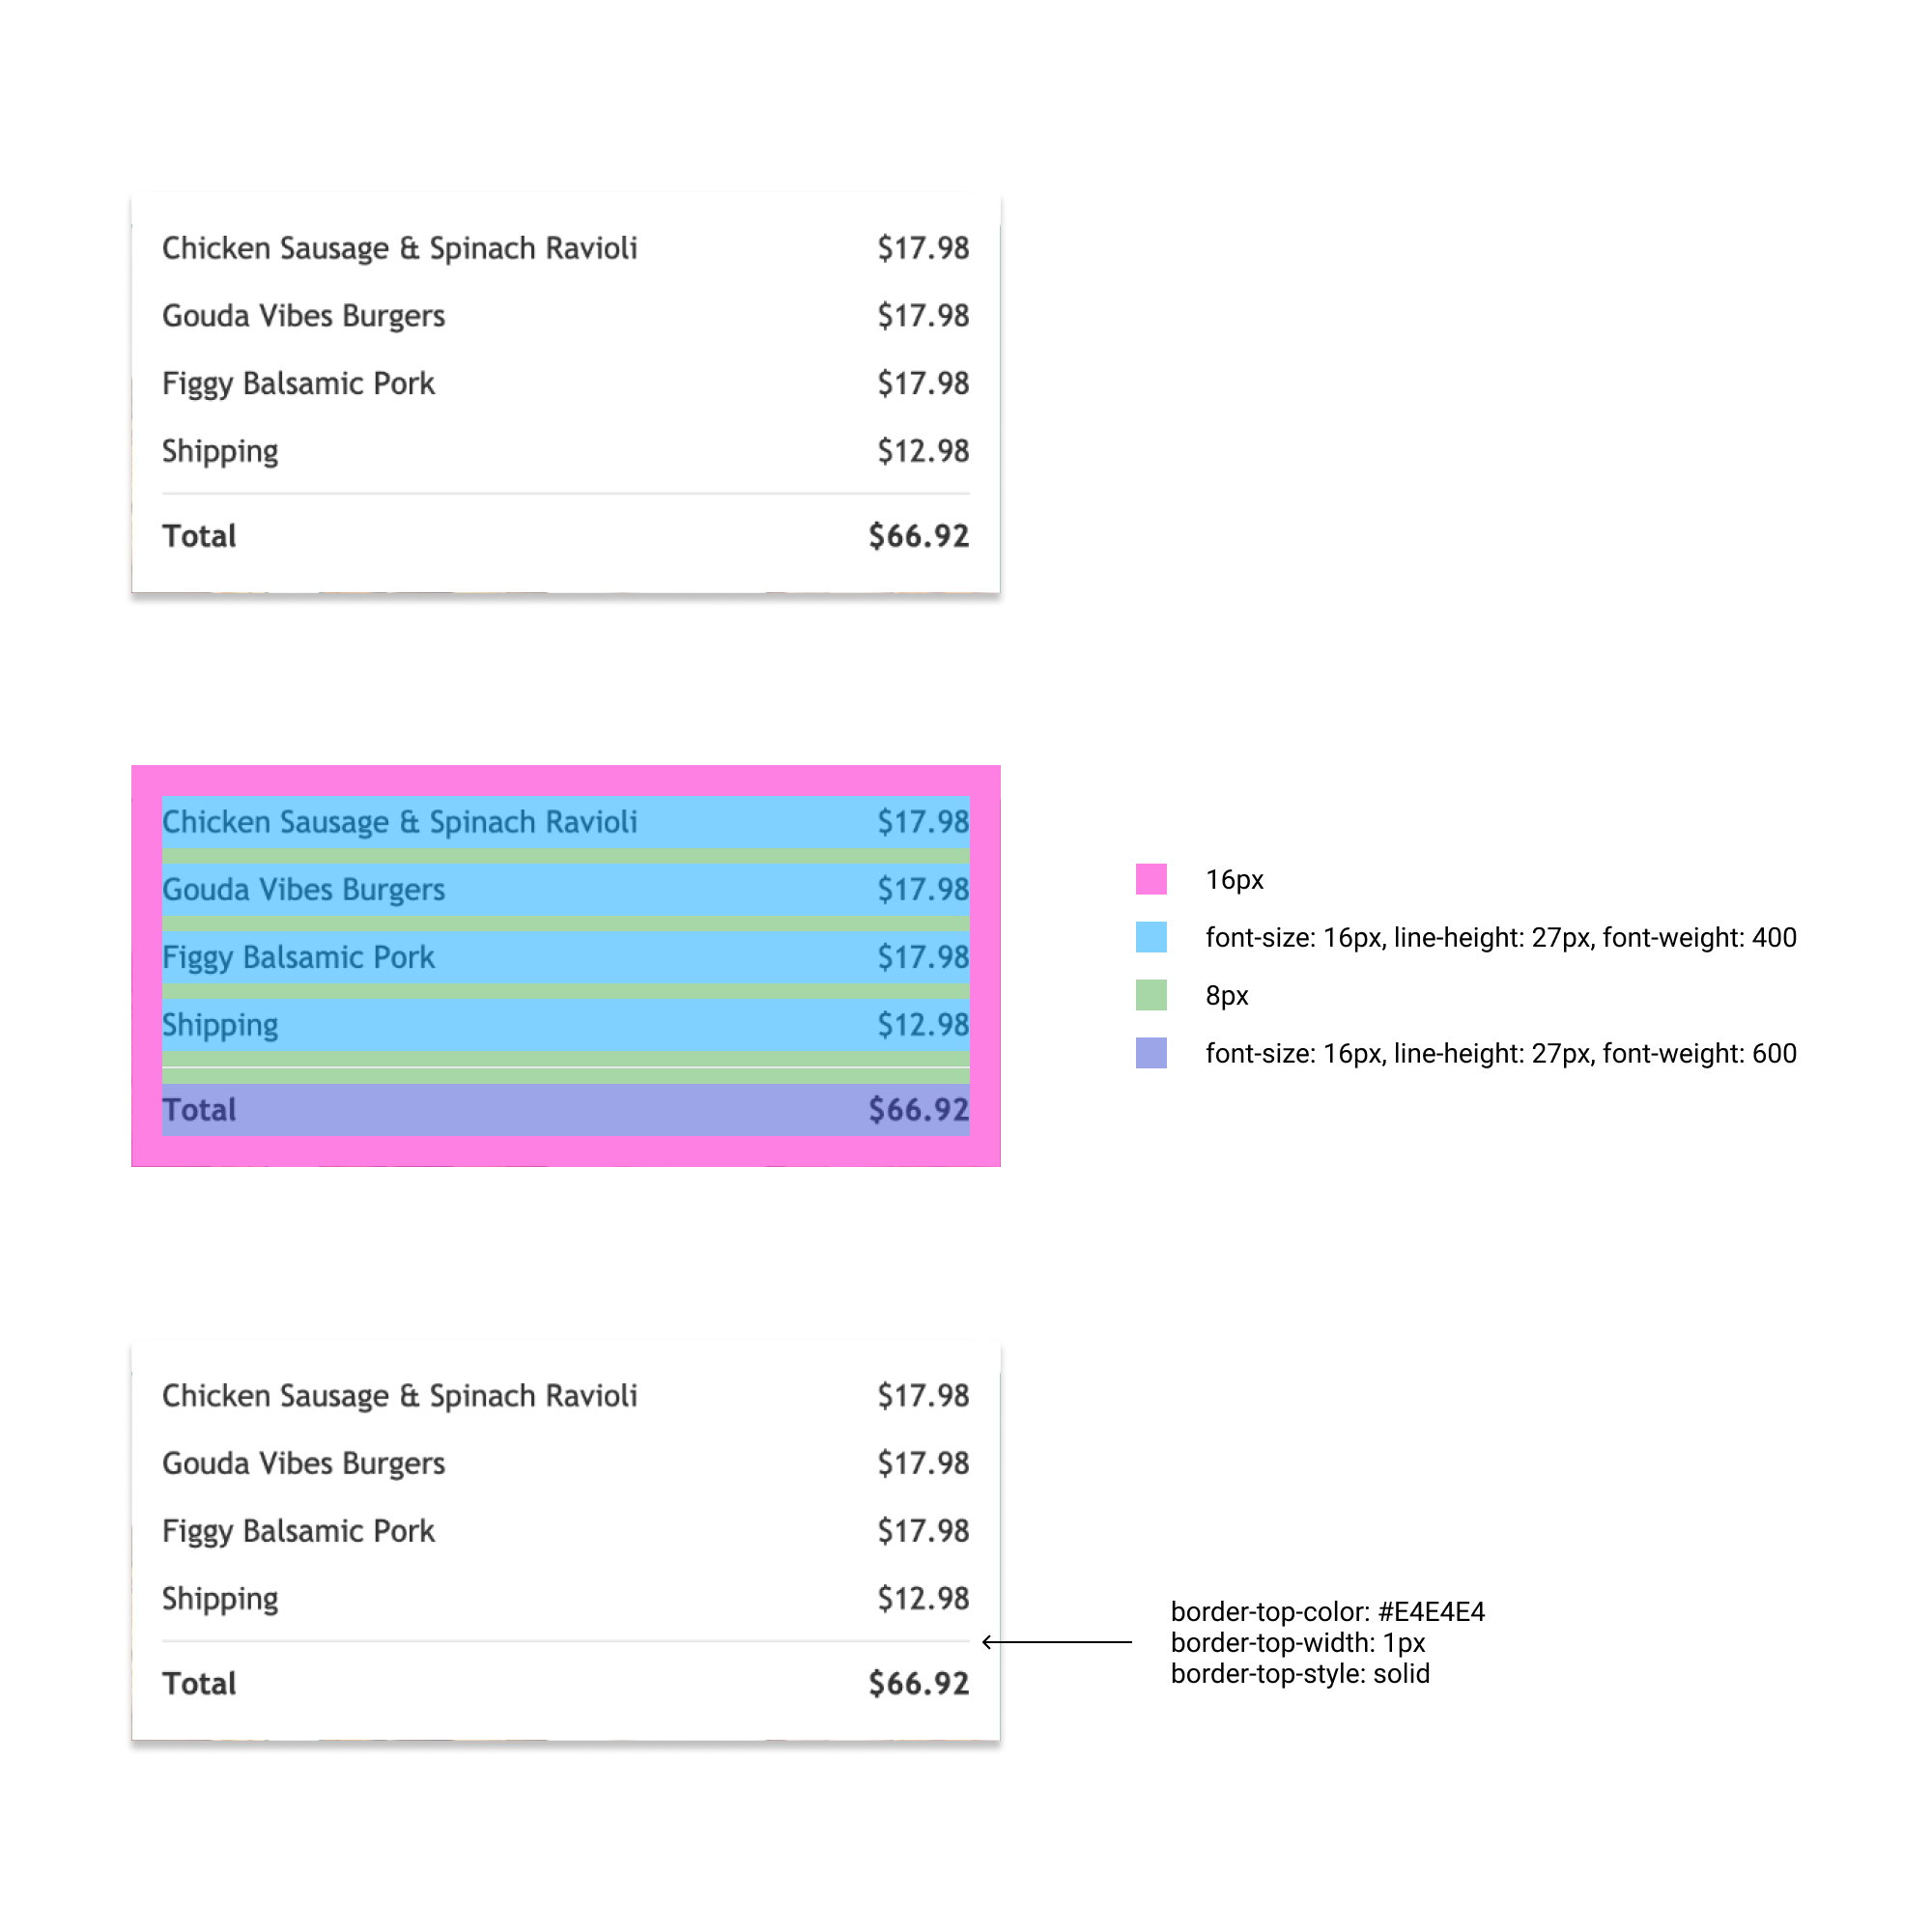 Chicken Sausage & Spinach Ravioli $17.98
Gouda Vibes Burgers $17.98
Figgy Balsamic Pork $17.98
Shipping $12.98
Total $66.92
Chicken Sausage & Spinach Ravioli $17.98
Gouda Vibes Burgers $17.98
Figgy Balsamic Pork $17.98
Shipping $12.98
Total $66.92
16px
font-size: 16px, line-height: 27px, font-weight: 400
8px
font-size: 16px, line-height: 27px, font-weight: 600
Chicken Sausage & Spinach Ravioli $17.98
Gouda Vibes Burgers $17.98
Figgy Balsamic Pork $17.98
Shipping $12.98
Total $66.92
border-top-color: #E4E4E4
border-top-width: 1px
border-top-style: solid